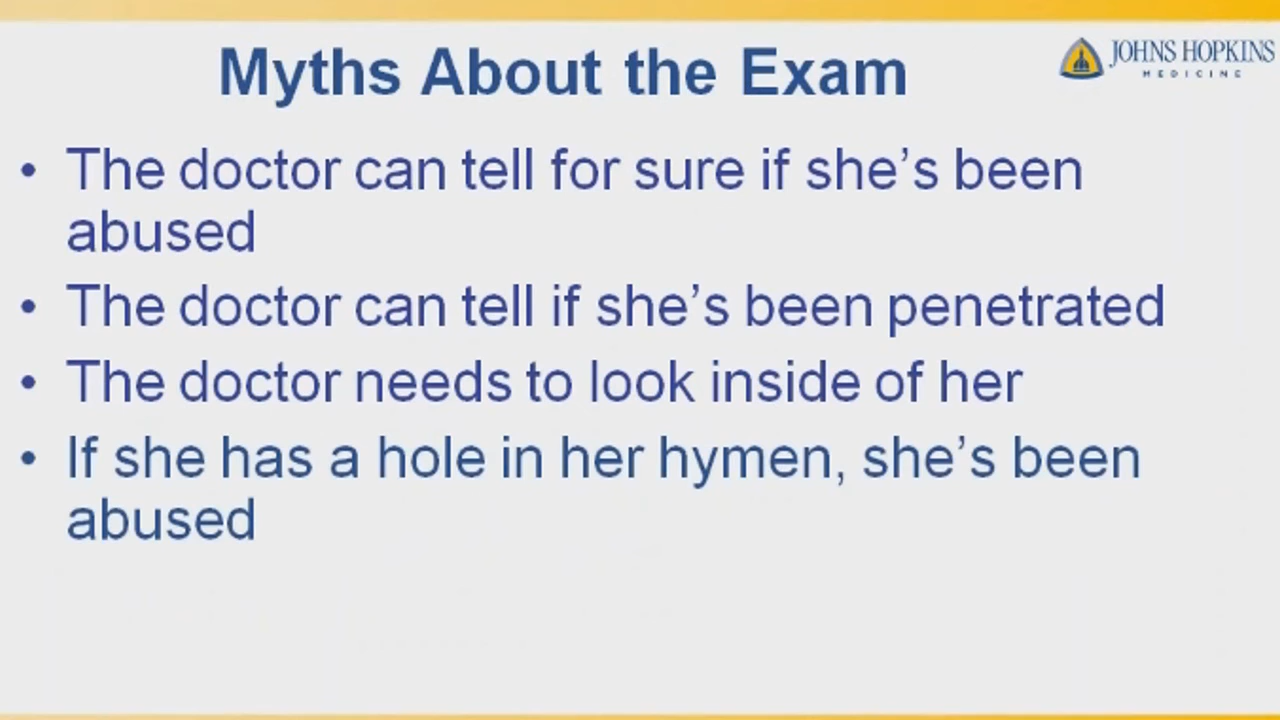 Myths About the Exam
JOHNS HOPKINS
MEDICINE
• The doctor can tell for sure if she’s been
abused
• The doctor can tell if she’s been penetrated
• The doctor needs to look inside of her
• If she has a hole in her hymen, she’s been
abused